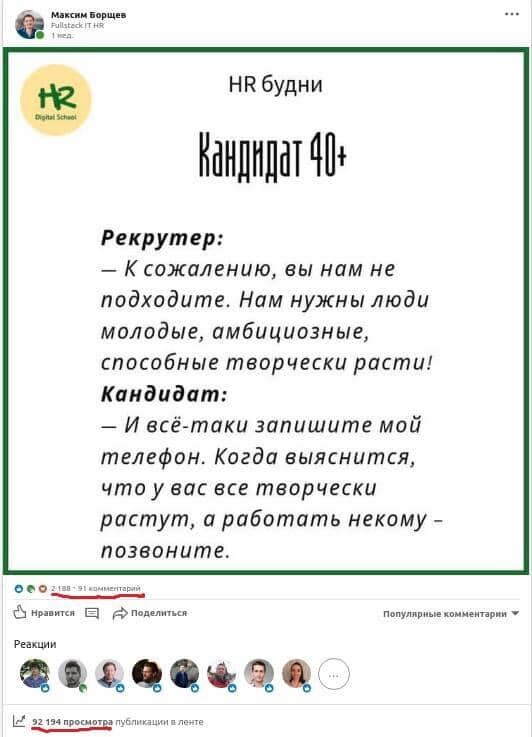 Максим Борщев
Fullstack IT HR
1 нед.
HR
Digital School
HR будни
Кандидат 40+
Рекрутер:
— К сожалению, вы нам не
подходите. Нам нужны люди
молодые, амбициозные,
способные творчески расти!
Кандидат:
— И всё-таки запишите мой
телефон. Когда выяснится,
что у вас все творчески
растут, а работать некому –
позвоните.
2 188 · 91 комментарий
Нравится Поделиться Популярные комментарии
Реакции
92 194 просмотра публикации в ленте